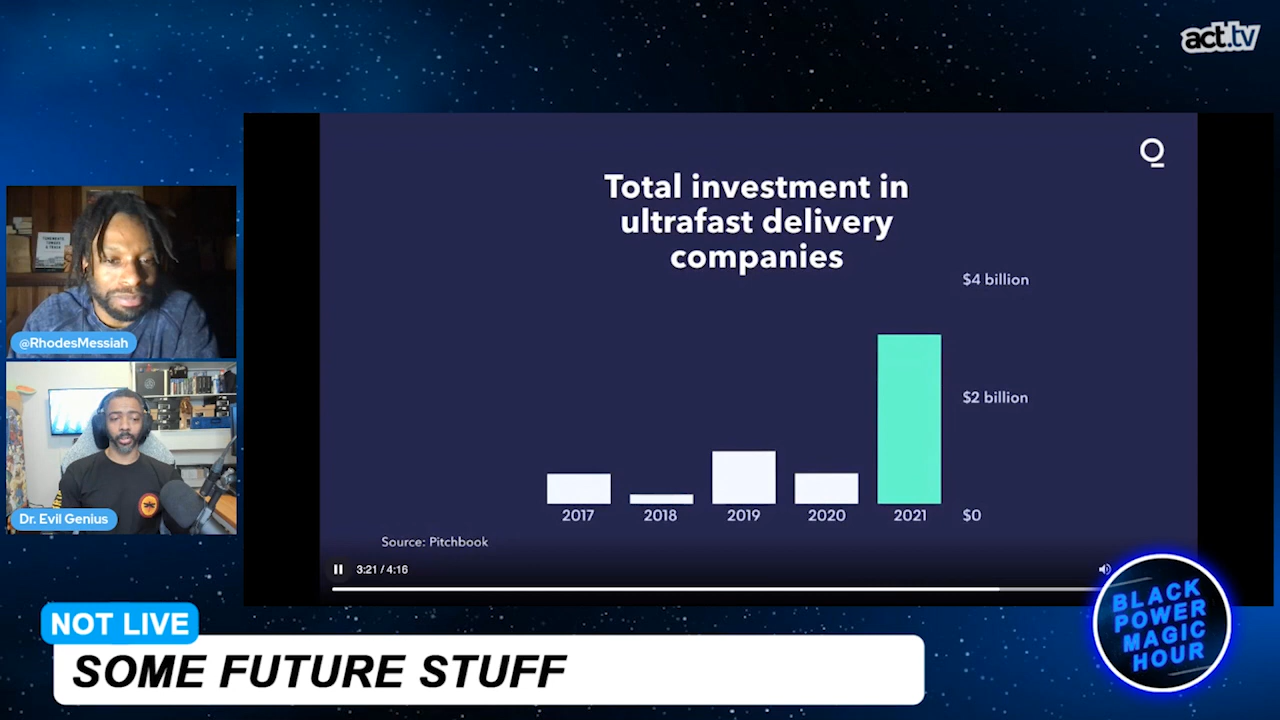 act.tv
Total investment in
ultrafast delivery
companies
$4 billion
$2 billion
$0
2017
2018
2019
2020
2021
Source: Pitchbook
3:21 / 4:16
@RhodesMessiah
Dr. Evil Genius
NOT LIVE
SOME FUTURE STUFF
BLACK
POWER
MAGIC
HOUR